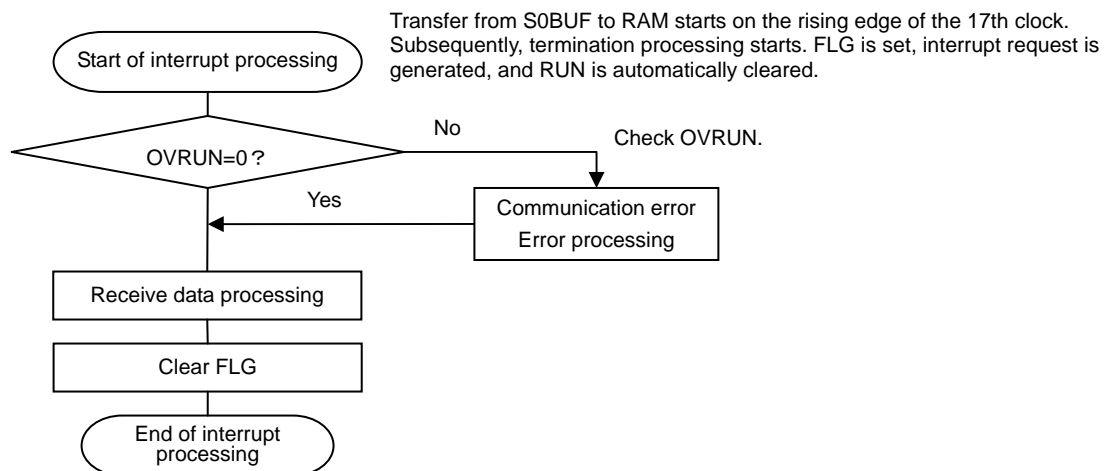 Transfer from S0BUF to RAM starts on the rising edge of the 17th clock.
Subsequently, termination processing starts. FLG is set, interrupt request is
generated, and RUN is automatically cleared.
Start of interrupt processing
No
Check OVRUN.
OVRUN=0？
Yes
Communication error
Error processing
Receive data processing
Clear FLG
End of interrupt
processing